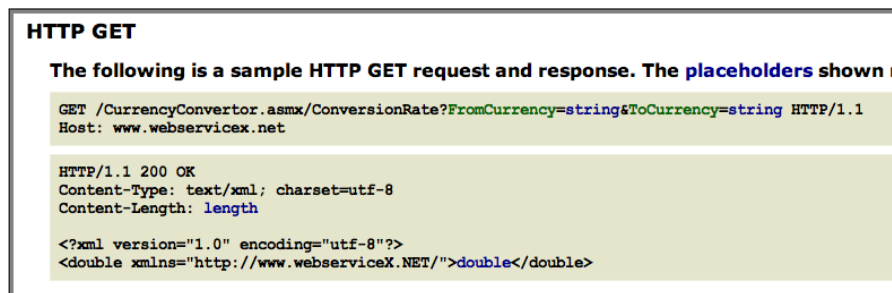 HTTP GET
The following is a sample HTTP GET request and response. The placeholders shown
GET /CurrencyConvertor.asmx/ConversionRate?FromCurrency=string&ToCurrency=string HTTP/1.1
Host: www.webservicex.net
HTTP/1.1 200 OK
Content-Type: text/xml; charset=utf-8
Content-Length: length
<?xml version="1.0" encoding="utf-8"?>
<double xmlns="http://www.webserviceX.NET/">double</double>